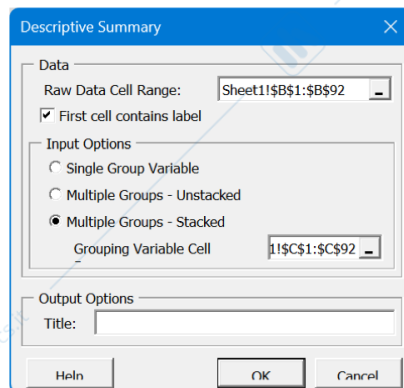 Descriptive Summary
Data
Raw Data Cell Range: Sheet1!$B$1:$B$92
First cell contains label
Input Options
Single Group Variable
Multiple Groups - Unstacked
Multiple Groups - Stacked
Grouping Variable Cell 1!$C$1:$C$92
Output Options
Title:
Help OK Cancel